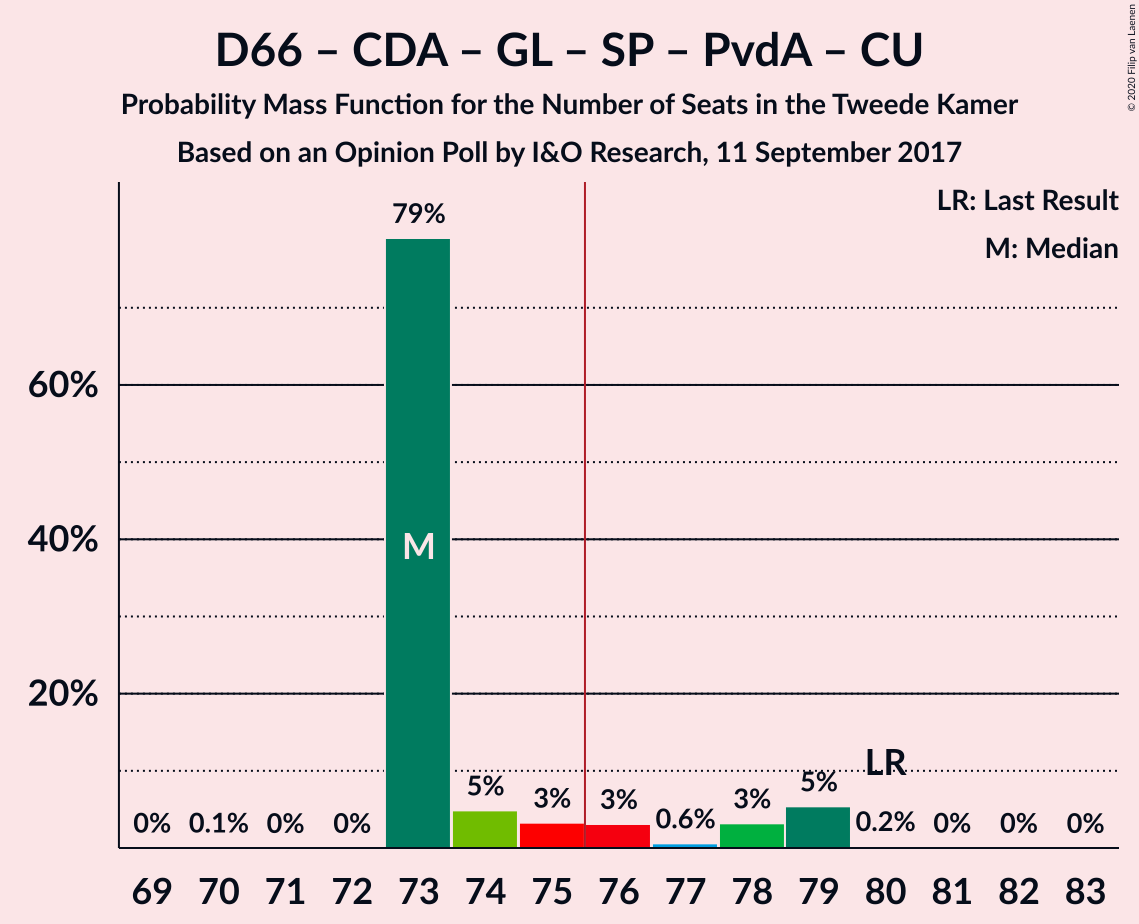 D66 – CDA – GL – SP – PvdA – CU
Probability Mass Function for the Number of Seats in the Tweede Kamer
Based on an Opinion Poll by I&O Research, 11 September 2017
© 2020 Filip van Laenen
LR: Last Result
M: Median
60%
40%
20%
0% 0.1% 0% 0% 79% 5% 3% 3% 0.6% 3% 5% 0.2% 0% 0% 0%
M
LR
69 70 71 72 73 74 75 76 77 78 79 80 81 82 83